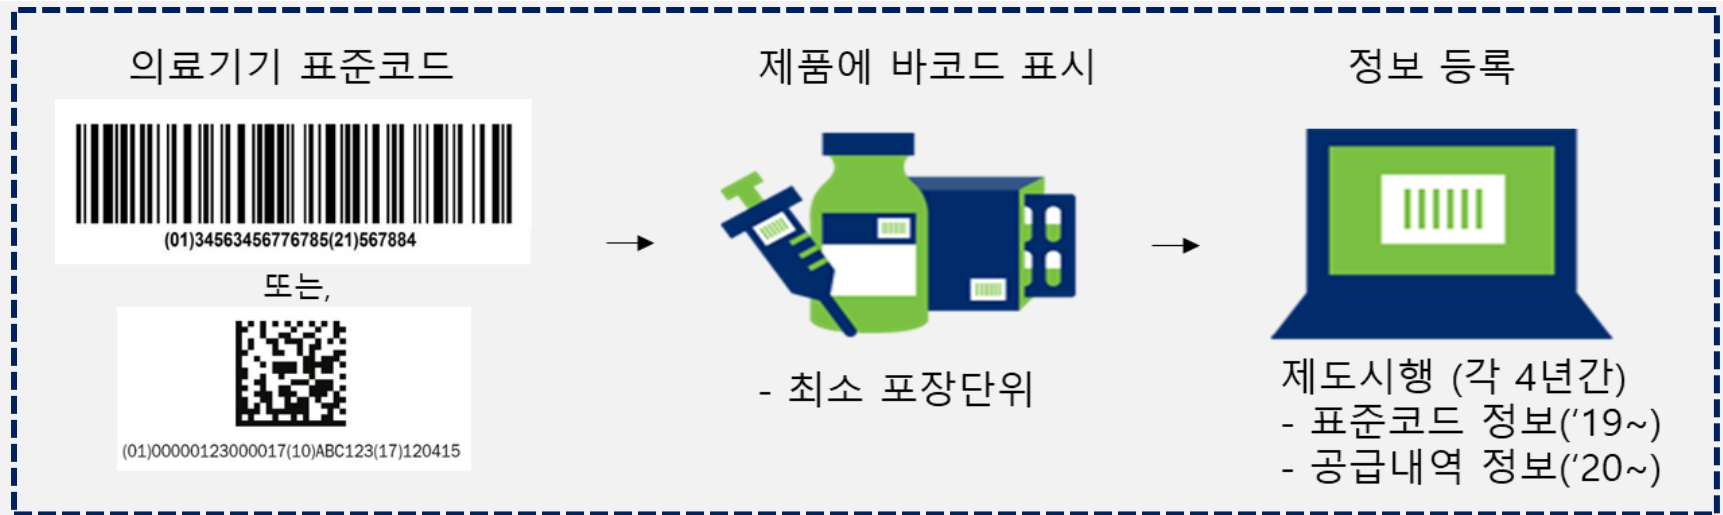 의료기기 표준코드
(01)34563456776785(21)567884
또는,
(01)00000123000017(10)ABC123(17)120415
제품에 바코드 표시
- 최소 포장단위
정보 등록
제도시행 (각 4년간)
- 표준코드 정보(‘19~)
- 공급내역 정보(‘20~)